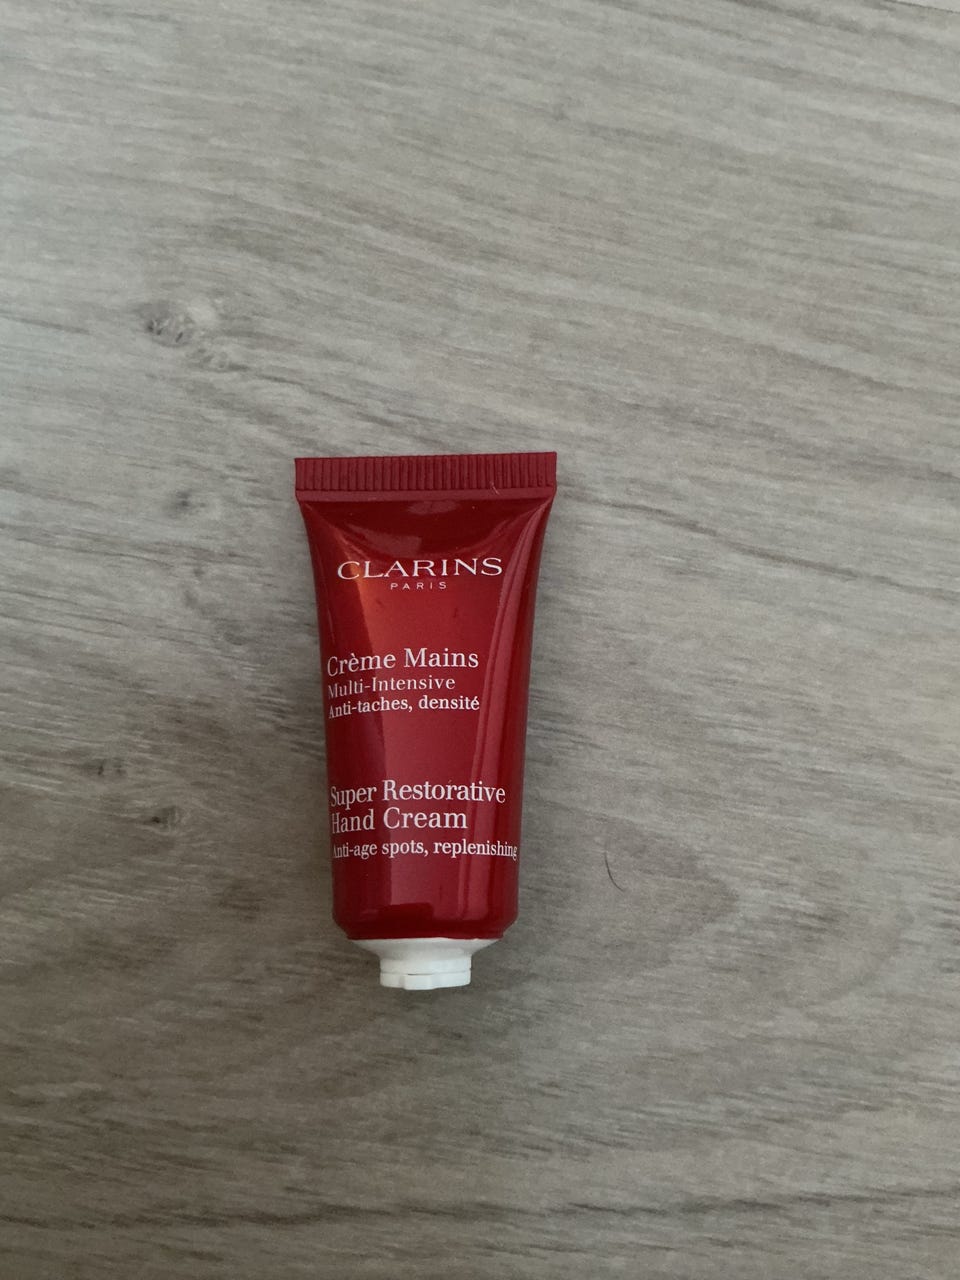 CLARINS
PARIS
Crème Mains
Multi-Intensive
Anti-taches, densité
Super Restorative
Hand Cream
Anti-age spots, replenishing